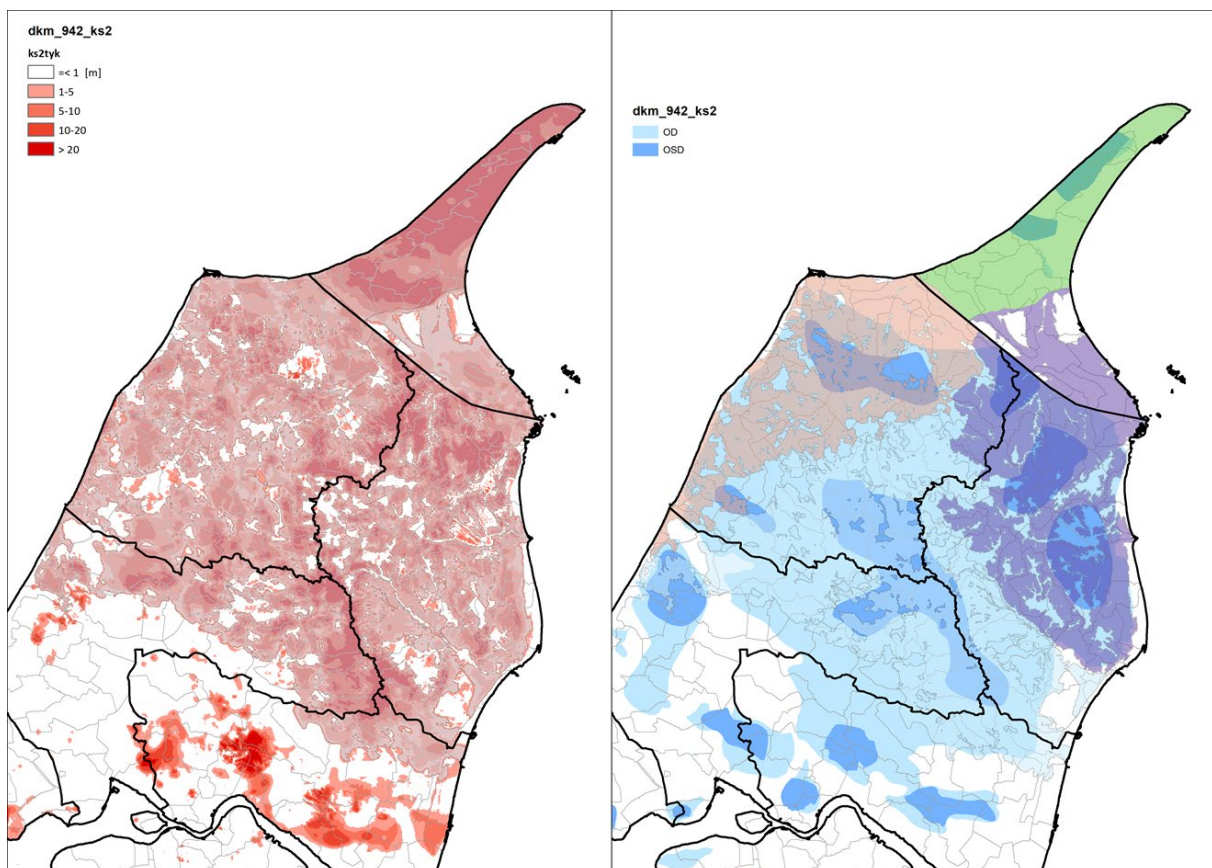 dkm_942_ks2
ks2tyk
=< 1 [m]
1-5
5-10
10-20
> 20
dkm_942_ks2
OD
OSD